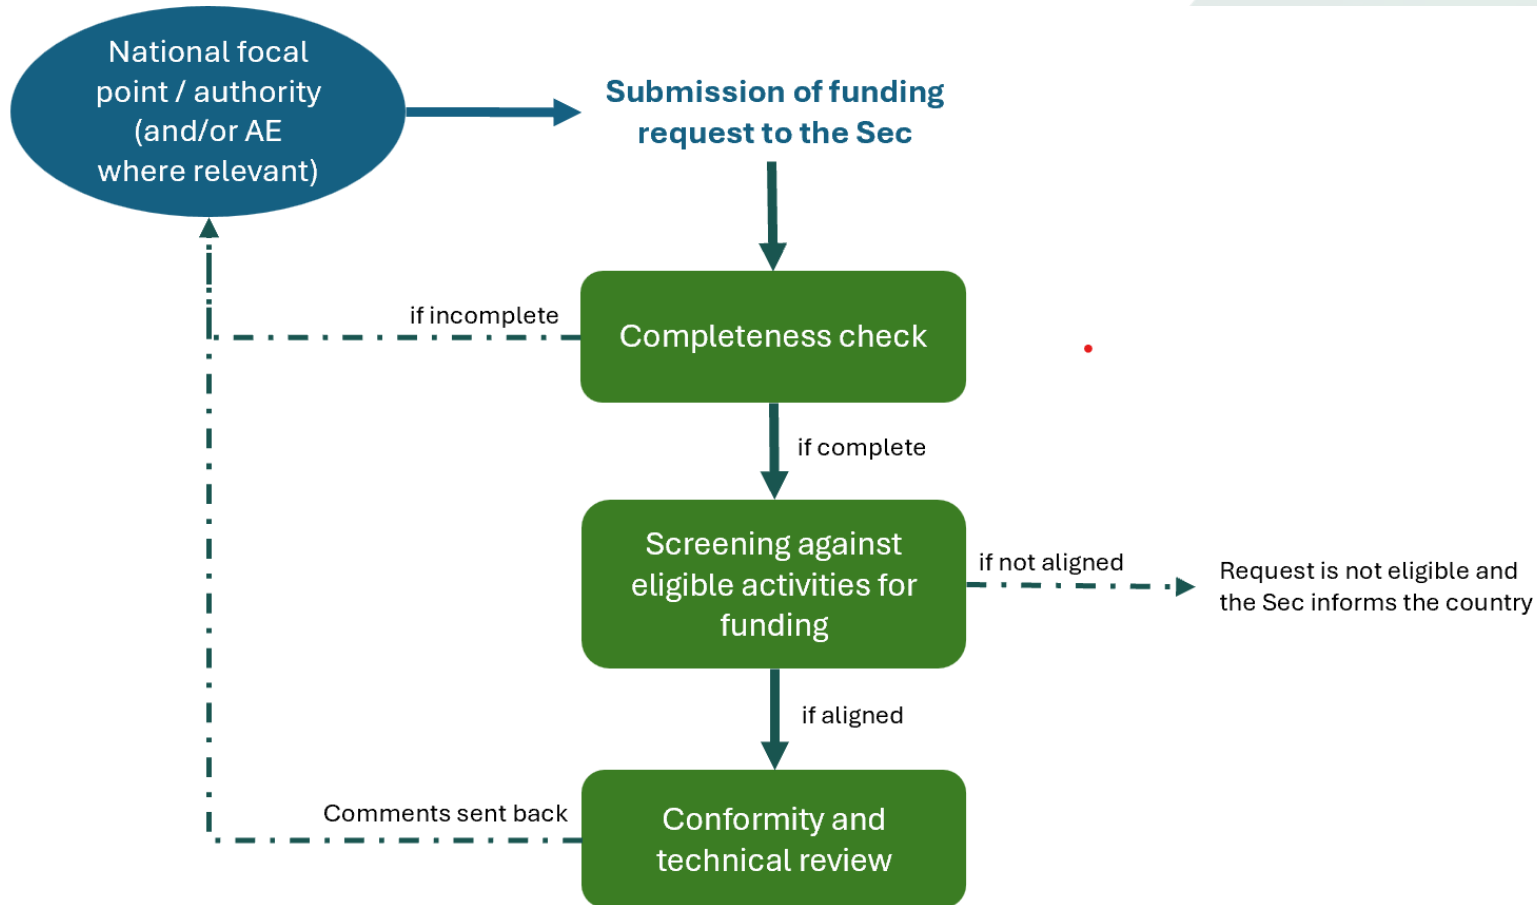 National focal
point / authority
(and/or AE
where relevant)
Submission of funding
request to the Sec
if incomplete
Completeness check
if complete
Screening against
eligible activities for
funding
if not aligned
Request is not eligible and
the Sec informs the country
if aligned
Comments sent back
Conformity and
technical review